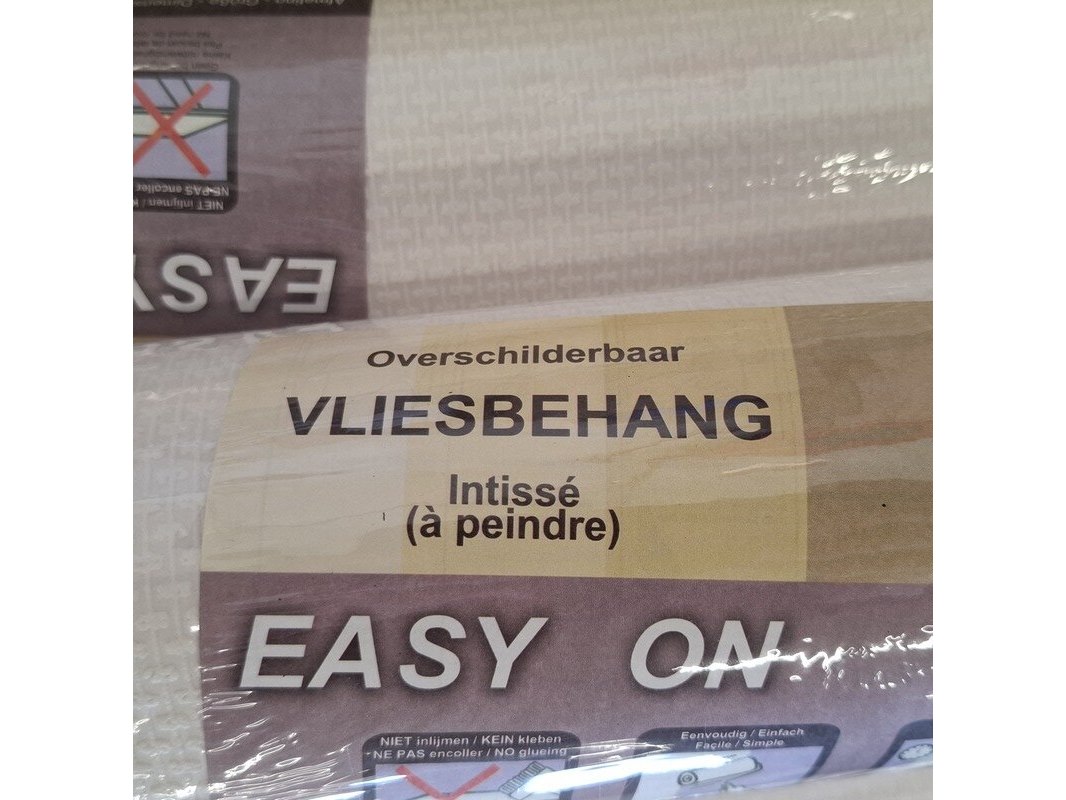 Overschilderbaar
VLIESBEHANG
Intissé
(à peindre)
EASY ON
NIET inlijmen / KEIN kleben
NE PAS encoller / NO glueing
Eenvoudig / Einfach
Façile / Simple
EASY
NE-PAS encoller /
NIET inlijmen /